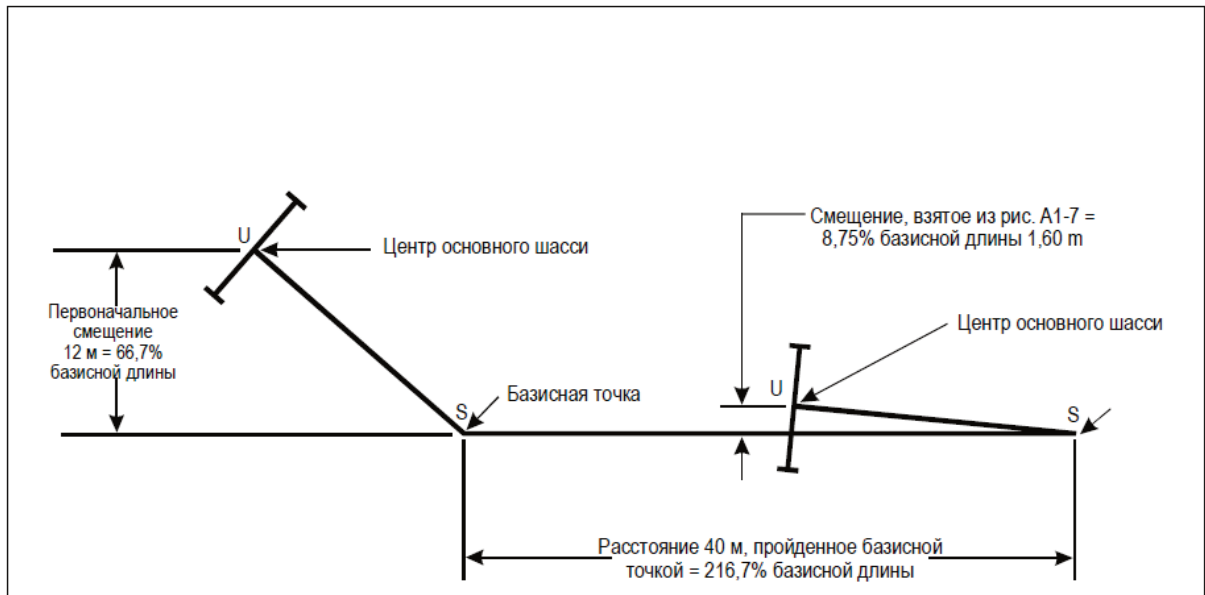 U
Центр основного шасси
Первоначальное
смещение
12 м = 66,7%
базисной длины
S
Базисная точка
Смещение, взятое из рис. А1-7 =
8,75% базисной длины 1,60 m
Центр основного шасси
U
S
Расстояние 40 м, пройденное базисной
точкой = 216,7% базисной длины